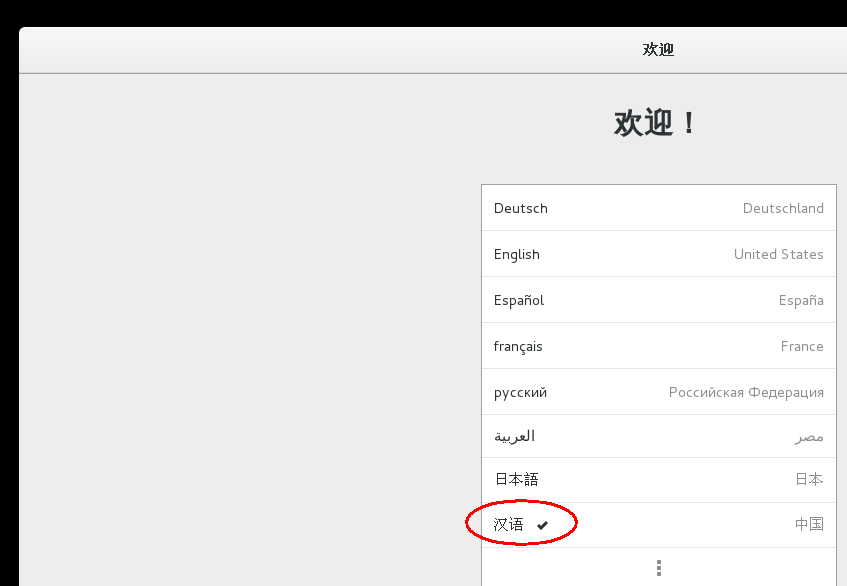 欢迎
欢迎！
Deutsch Deutschland
English United States
Español España
français France
русский Российская Федерация
العربية مصر
日本語 日本
汉语 中国